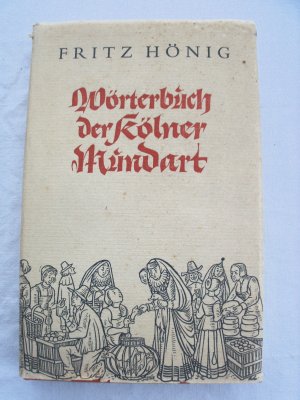 FRITZ HÖNIG
Wörterbuch
der Kölner
Mundart